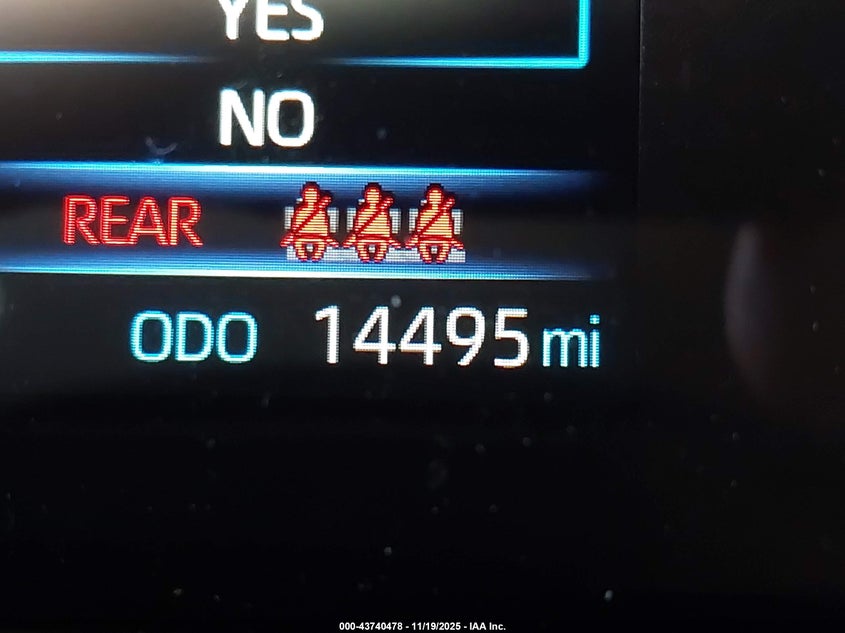 YES
NO
REAR
ODO 14495 mi
000-43740478 - 11/19/2025 - IAA Inc.